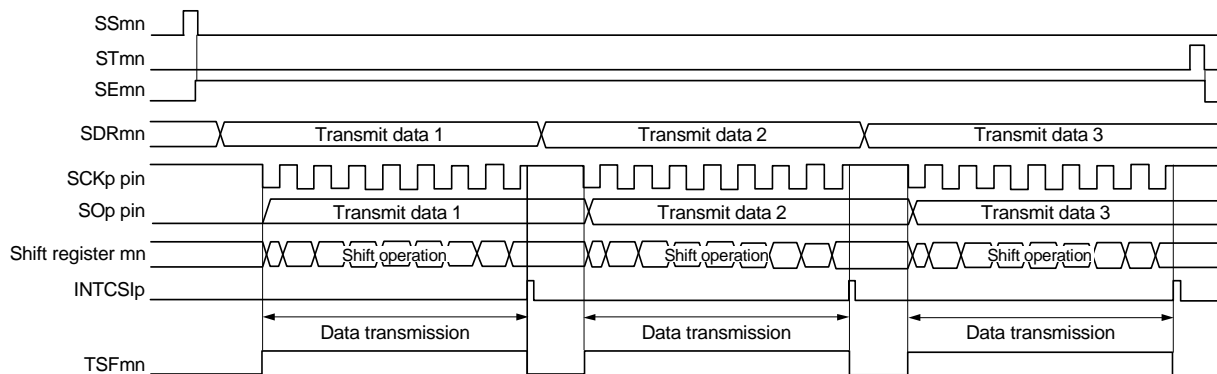 SSmn
STmn
SEmn
SDRmn Transmit data 1 Transmit data 2 Transmit data 3
SCKp pin
SOp pin Transmit data 1 Transmit data 2 Transmit data 3
Shift register mn Shift operation Shift operation Shift operation
INTCSIp
Data transmission Data transmission Data transmission
TSFmn